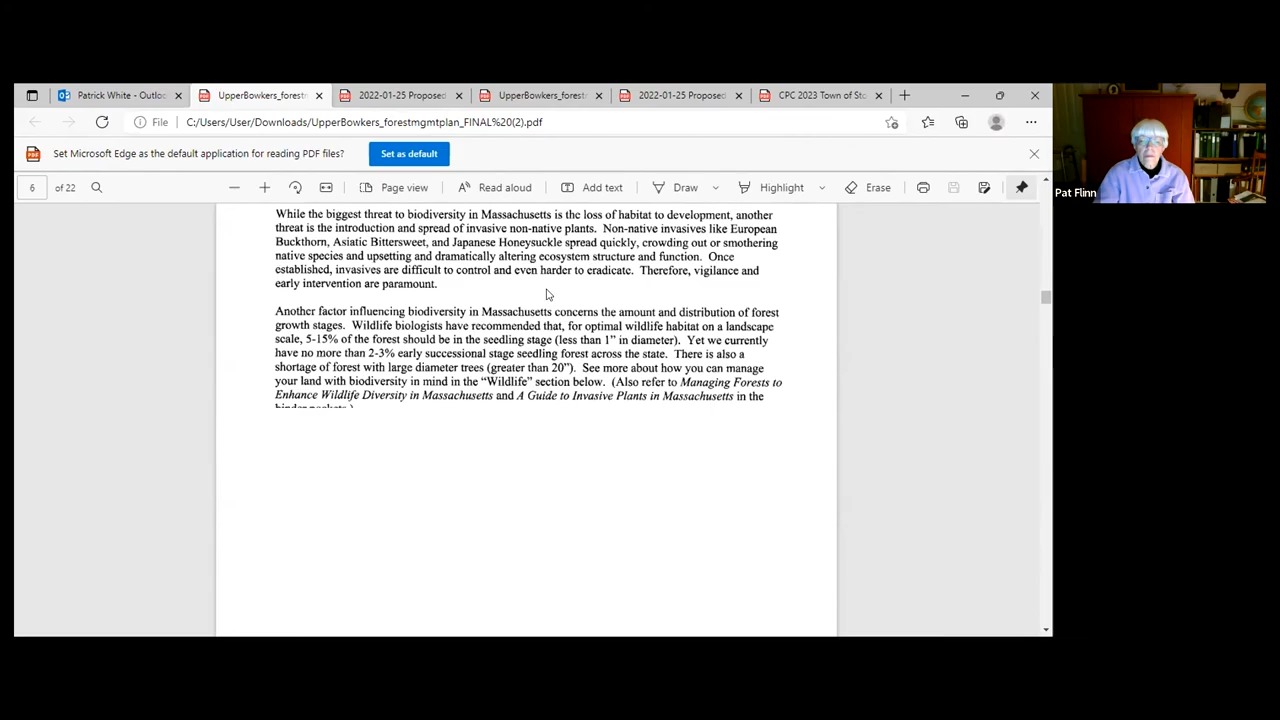 Patrick White - Outloo
UpperBowkers_forestm
2022-01-25 Proposed
UpperBowkers_forestr
2022-01-25 Proposed
CPC 2023 Town of Sto
File
C:/Users/User/Downloads/UpperBowkers_forestmgmtplan_FINAL%20(2).pdf
Set Microsoft Edge as the default application for reading PDF files?
Set as default
6 of 22
Page view
Read aloud
Add text
Draw
Highlight
Erase
While the biggest threat to biodiversity in Massachusetts is the loss of habitat to development, another
threat is the introduction and spread of invasive non-native plants. Non-native invasives like European
Buckthorn, Asiatic Bittersweet, and Japanese Honeysuckle spread quickly, crowding out or smothering
native species and upsetting and dramatically altering ecosystem structure and function. Once
established, invasives are difficult to control and even harder to eradicate. Therefore, vigilance and
early intervention are paramount.
Another factor influencing biodiversity in Massachusetts concerns the amount and distribution of forest
growth stages. Wildlife biologists have recommended that, for optimal wildlife habitat on a landscape
scale, 5-15% of the forest should be in the seedling stage (less than 1” in diameter). Yet we currently
have no more than 2-3% early successional stage seedling forest across the state. There is also a
shortage of forest with large diameter trees (greater than 20”). See more about how you can manage
your land with biodiversity in mind in the “Wildlife” section below. (Also refer to Managing Forests to
Enhance Wildlife Diversity in Massachusetts and A Guide to Invasive Plants in Massachusetts in the
Pat Flinn